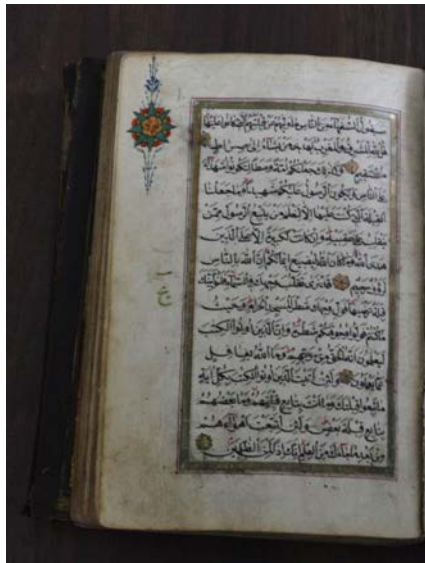 سيقول السفهاء من الناس ما وليهم عن قبلتهم التي كانوا عليها
قل لله المشرق والمغرب يهدي من يشاء إلى صراط
مستقيم وكذلك جعلناكم أمة وسطا لتكونوا شهداء
على الناس ويكون الرسول عليكم شهيدا وما جعلنا
القبلة التي كنت عليها إلا لنعلم من يتبع الرسول ممن
ينقلب على عقبيه وإن كانت لكبيرة إلا على الذين
هدى الله وما كان الله ليضيع إيمانكم إن الله بالناس
لرؤف رحيم قد نرى تقلب وجهك في السماء فلنولينك
قبلة ترضيها فول وجهك شطر المسجد الحرام وحيث
ما كنتم فولوا وجوهكم شطره وإن الذين أوتوا الكتب
ليعلمون أنه الحق من ربهم وما الله بغافل
عما يعملون ولئن أتيت الذين أوتوا الكتب بكل آية
ما تبعوا قبلتك وما أنت بتابع قبلتهم وما بعضهم
بتابع قبلة بعض ولئن اتبعت أهواءهم
من بعد ما جاءك من العلم إنك إذا لمن الظلمين